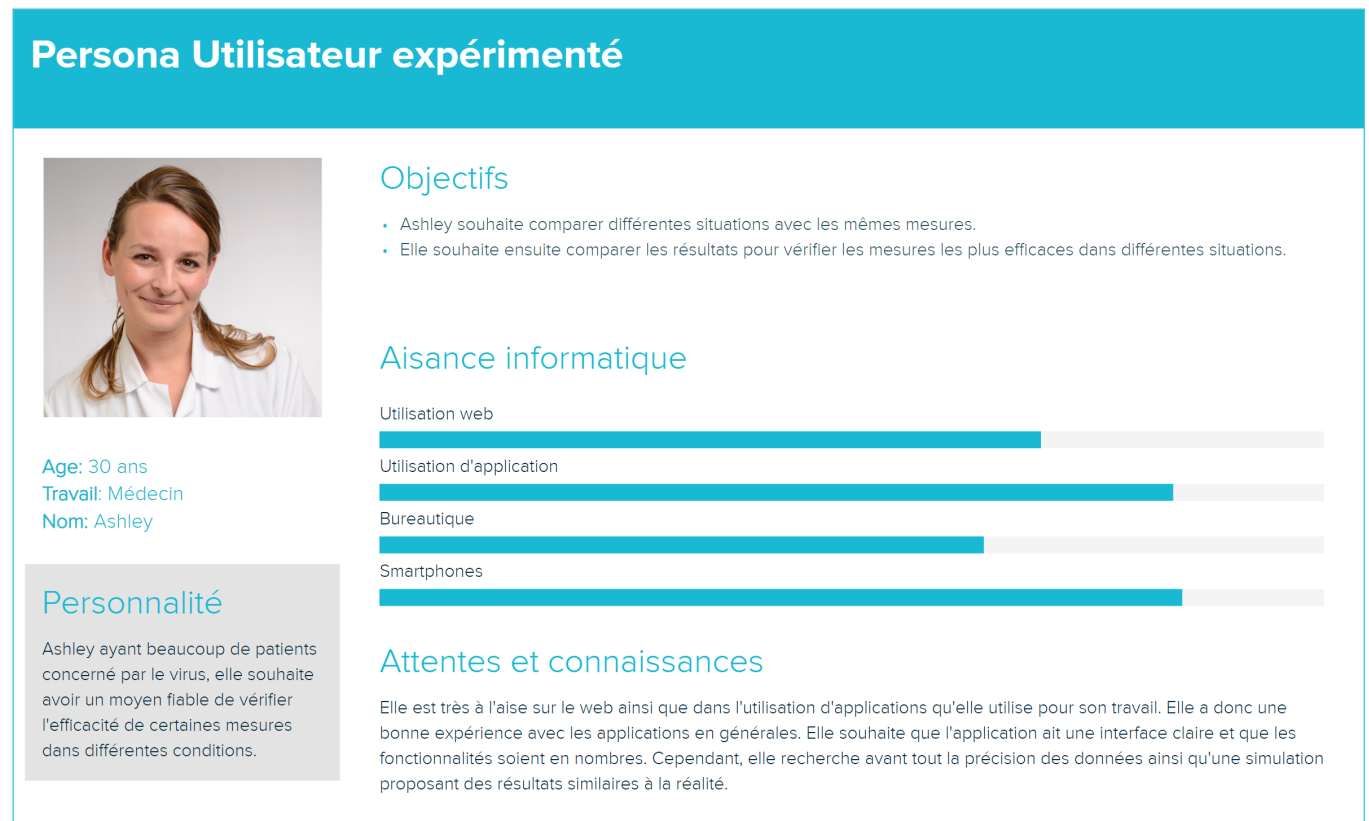 Persona Utilisateur expérimenté
Objectifs
• Ashley souhaite comparer différentes situations avec les mêmes mesures.
• Elle souhaite ensuite comparer les résultats pour vérifier les mesures les plus efficaces dans différentes situations.
Aisance informatique
Utilisation web
Utilisation d'application
Bureautique
Smartphones
Age: 30 ans
Travail: Médecin
Nom: Ashley
Personnalité
Ashley ayant beaucoup de patients
concerné par le virus, elle souhaite
avoir un moyen fiable de vérifier
l'efficacité de certaines mesures
dans différentes conditions.
Attentes et connaissances
Elle est très à l'aise sur le web ainsi que dans l'utilisation d'applications qu'elle utilise pour son travail. Elle a donc une
bonne expérience avec les applications en générales. Elle souhaite que l'application ait une interface claire et que les
fonctionnalités soient en nombres. Cependant, elle recherche avant tout la précision des données ainsi qu'une simulation
proposant des résultats similaires à la réalité.